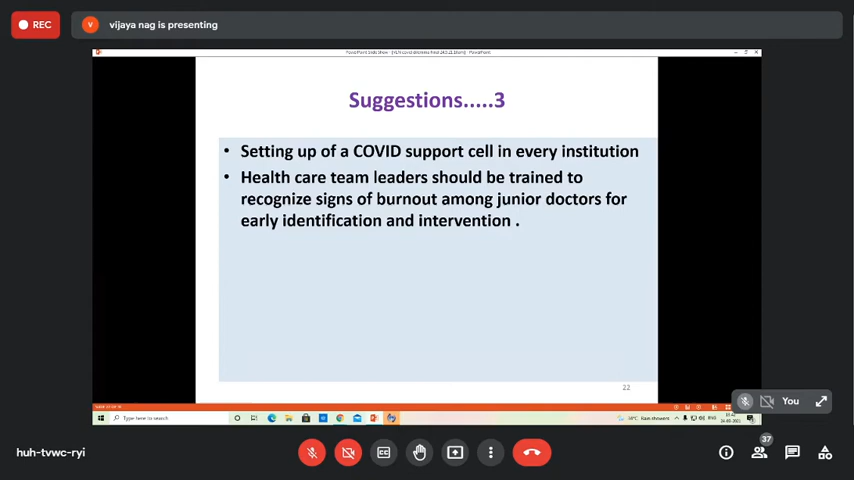 REC
V
vijaya nag is presenting
Suggestions.....3
• Setting up of a COVID support cell in every institution
• Health care team leaders should be trained to
recognize signs of burnout among junior doctors for
early identification and intervention .
22
You
Type here to search
huh-tvwc-ryi
CC
37